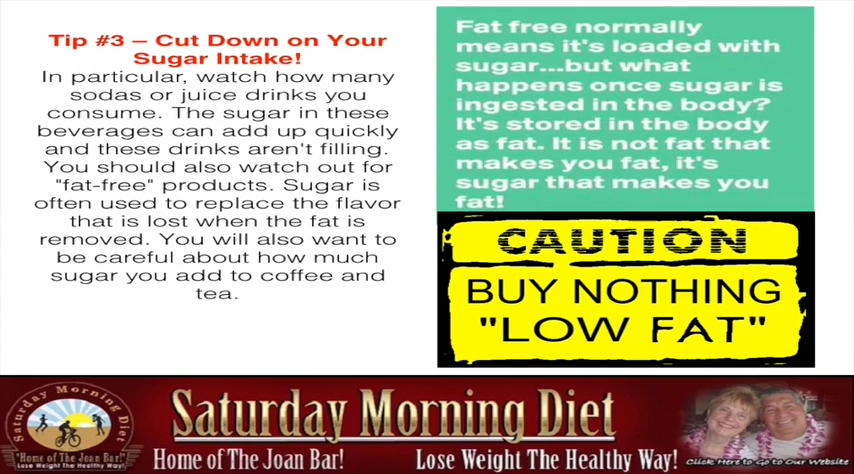 Tip #3 – Cut Down on Your
Sugar Intake!
In particular, watch how many
sodas or juice drinks you
consume. The sugar in these
beverages can add up quickly
and these drinks aren't filling.
You should also watch out for
"fat-free" products. Sugar is
often used to replace the flavor
that is lost when the fat is
removed. You will also want to
be careful about how much
sugar you add to coffee and
tea.
Fat free normally
means it's loaded with
sugar...but what
happens once sugar is
ingested in the body?
It's stored in the body
as fat. It is not fat that
makes you fat, it's
sugar that makes you
fat!
CAUTION
BUY NOTHING
"LOW FAT"
Saturday Morning Diet
"Home of The Joan Bar!"
Lose Weight The Healthy Way!
Saturday Morning Diet
Home of The Joan Bar!
Lose Weight The Healthy Way!
Click Here to Go to Our Website